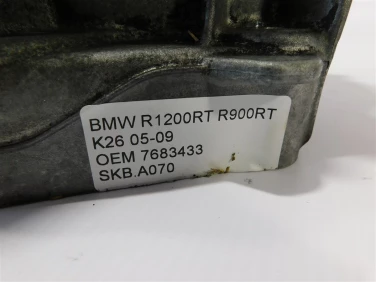 BMW R1200RT R900RT
K26 05-09
OEM 7683433
SKB.A070